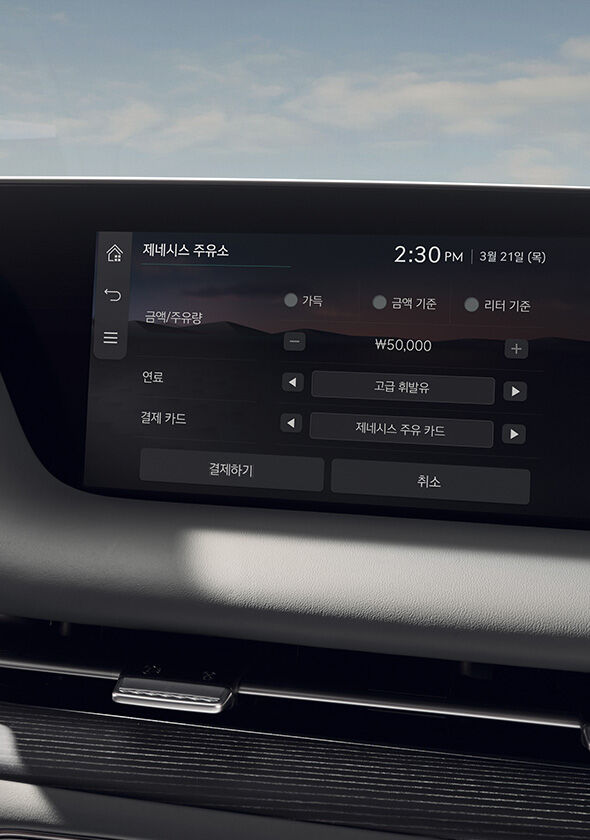 제네시스 주유소
2:30 PM | 3월 21일 (목)
금액/주유량
가득
금액 기준
리터 기준
₩50,000
연료
고급 휘발유
결제 카드
제네시스 주유 카드
결제하기
취소